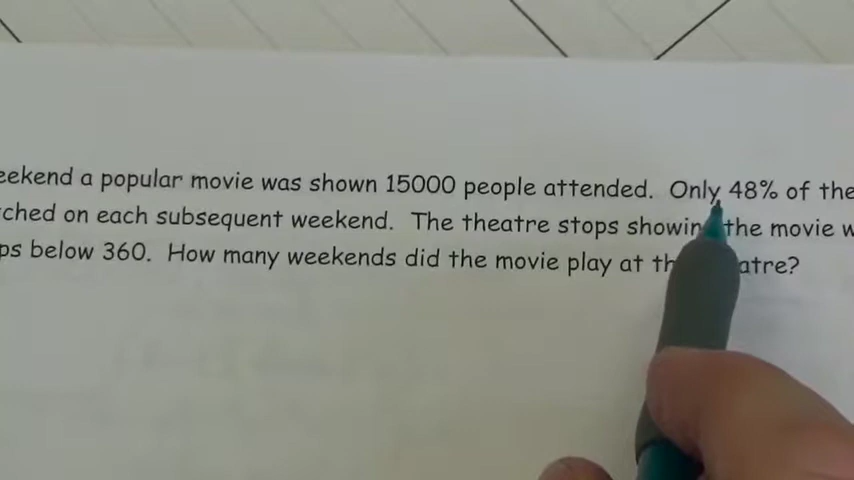 eekend a popular movie was shown 15000 people attended. Only 48% of the
ched on each subsequent weekend. The theatre stops showin the movie w
ps below 360. How many weekends did the movie play at th atre?